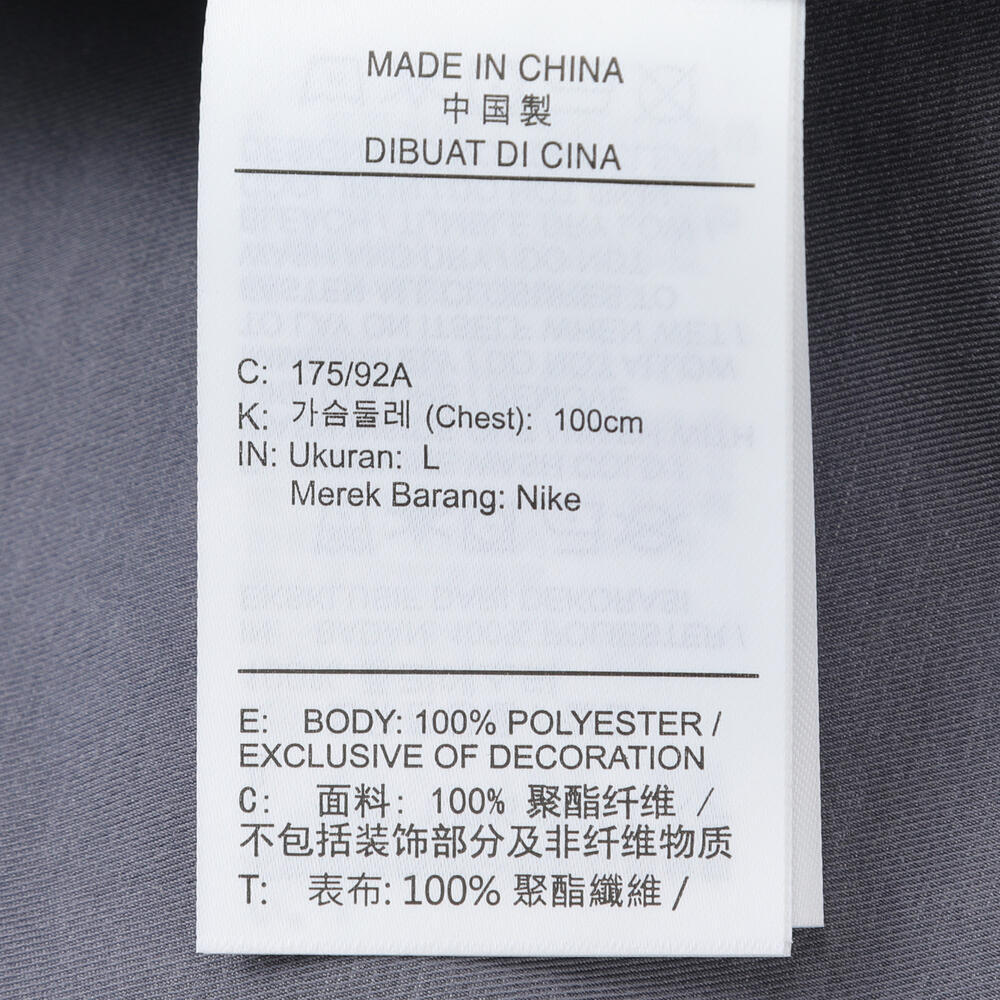 MADE IN CHINA
中国製
DIBUAT DI CINA
C: 175/92A
K: 가슴둘레 (Chest): 100cm
IN: Ukuran: L
Merek Barang: Nike
E: BODY: 100% POLYESTER /
EXCLUSIVE OF DECORATION
C: 面料: 100% 聚酯纤维 /
不包括装饰部分及非纤维物质
T: 表布: 100% 聚酯纖維 /